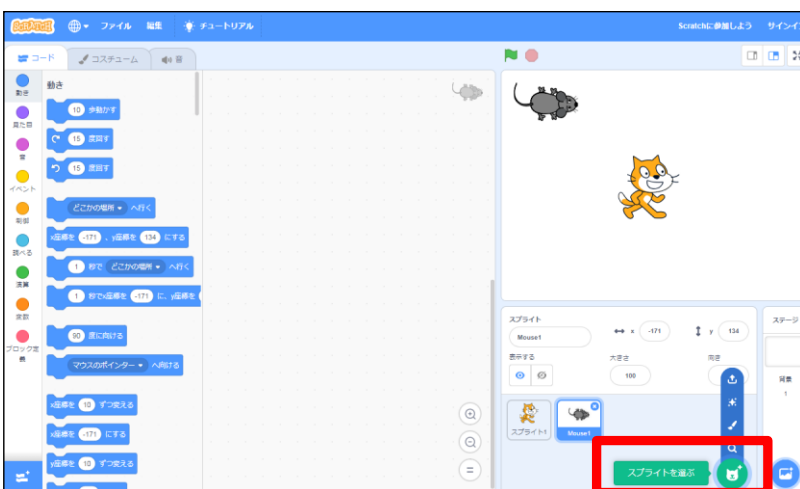 SCRATCH
ファイル 編集 チュートリアル Scratchに参加しよう サインイ
コード コスチューム 音
動き
見た目
音
イベント
制御
調べる
演算
変数
ブロック定
義
動き
10 歩動かす
15 度回す
15 度回す
どこかの場所 へ行く
x座標を -171 、y座標を 134 にする
1 秒で どこかの場所 へ行く
1 秒でx座標を -171 に、y座標を
90 度に向ける
マウスのポインター へ向ける
x座標を 10 ずつ変える
x座標を -171 にする
y座標を 10 ずつ変える
スプライト
Mouse1 x -171 y 134
表示する 大きさ 向き
100
スプライト1 Mouse1
スプライトを選ぶ
ステージ
背景
1